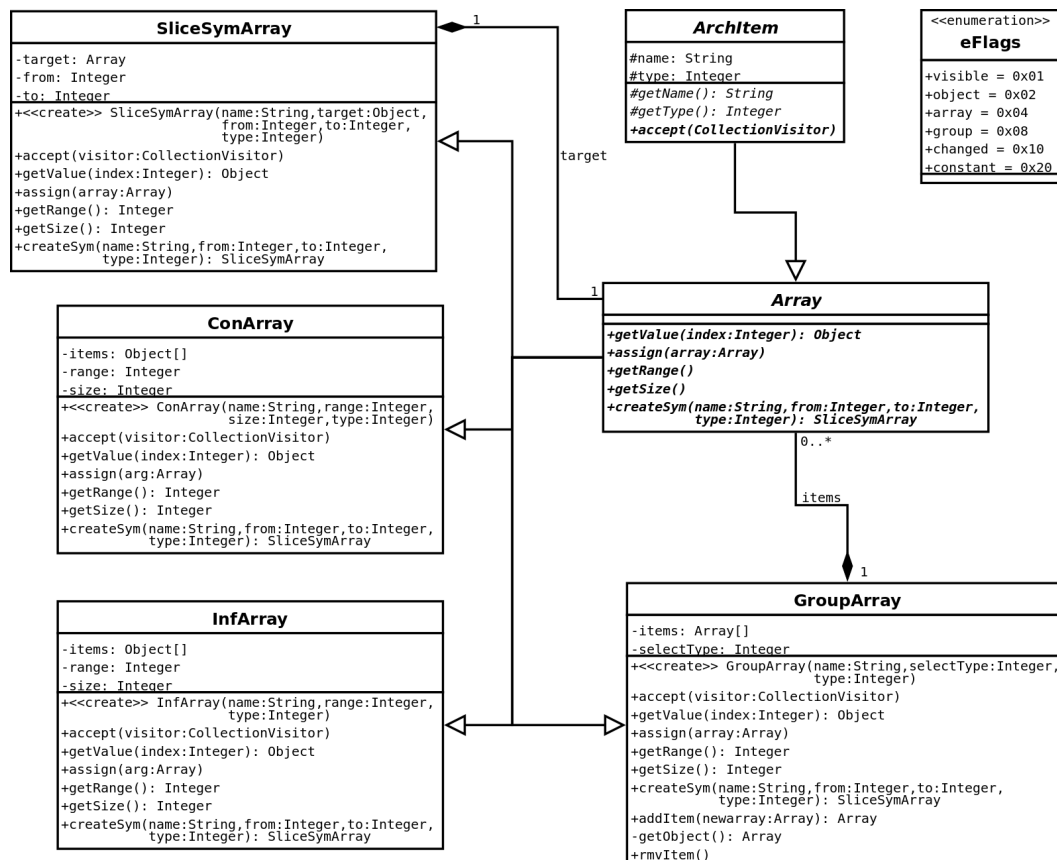 SliceSymArray
-target: Array
-from: Integer
-to: Integer
+<<create>> SliceSymArray(name:String,target:Object,
from:Integer,to:Integer,
type:Integer)
+accept(visitor:CollectionVisitor)
+getValue(index:Integer): Object
+assign(array:Array)
+getRange(): Integer
+getSize(): Integer
+createSym(name:String,from:Integer,to:Integer,
type:Integer): SliceSymArray
1
target
1
ArchItem
#name: String
#type: Integer
#getName(): String
#getType(): Integer
+accept(CollectionVisitor)
<<enumeration>>
eFlags
+visible = 0x01
+object = 0x02
+array = 0x04
+group = 0x08
+changed = 0x10
+constant = 0x20
Array
+getValue(index:Integer): Object
+assign(array:Array)
+getRange()
+getSize()
+createSym(name:String,from:Integer,to:Integer,
type:Integer): SliceSymArray
0..*
items
1
ConArray
-items: Object[]
-range: Integer
-size: Integer
+<<create>> ConArray(name:String,range:Integer,
size:Integer,type:Integer)
+accept(visitor:CollectionVisitor)
+getValue(index:Integer): Object
+assign(arg:Array)
+getRange(): Integer
+getSize(): Integer
+createSym(name:String,from:Integer,to:Integer,
type:Integer): SliceSymArray
InfArray
-items: Object[]
-range: Integer
-size: Integer
+<<create>> InfArray(name:String,range:Integer,
type:Integer)
+accept(visitor:CollectionVisitor)
+getValue(index:Integer): Object
+assign(arg:Array)
+getRange(): Integer
+getSize(): Integer
+createSym(name:String,from:Integer,to:Integer,
type:Integer): SliceSymArray
GroupArray
-items: Array[]
-selectType: Integer
+<<create>> GroupArray(name:String,selectType:Integer,
type:Integer)
+accept(visitor:CollectionVisitor)
+getValue(index:Integer): Object
+assign(array:Array)
+getRange(): Integer
+getSize(): Integer
+createSym(name:String,from:Integer,to:Integer,
type:Integer): SliceSymArray
+addItem(newarray:Array): Array
-getObject(): Array
+rmvItem()